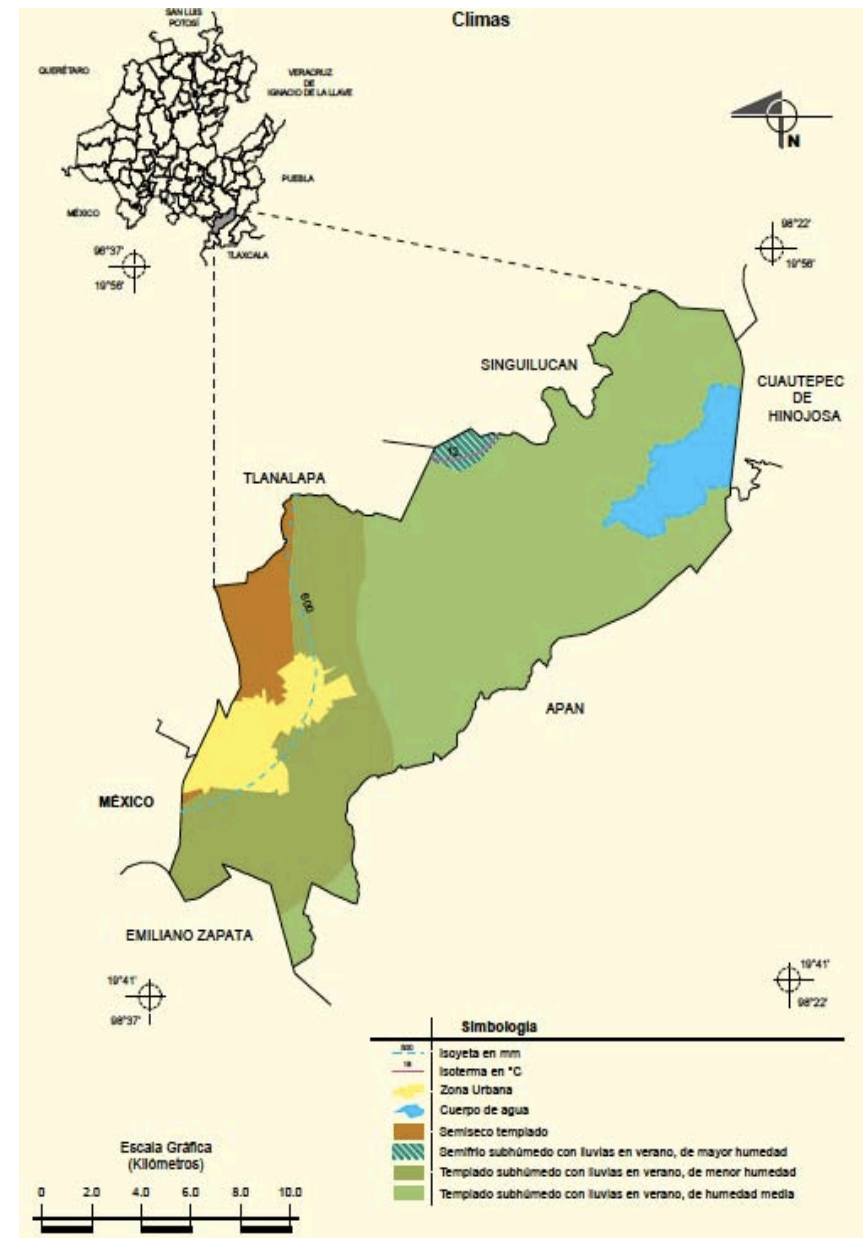 Climas
SAN LUIS
POTOSÍ
QUERÉTARO
VERACRUZ
DE
IGNACIO DE LA LLAVE
PUEBLA
MÉXICO
TLAXCALA
N
98°37'
19°56'
98°22'
19°56'
SINGUILUCAN
CUAUTEPEC
DE
HINOJOSA
12
TLANALAPA
600
APAN
MÉXICO
EMILIANO ZAPATA
19°41'
98°37'
19°41'
98°22'
Simbología
800 Isoyeta en mm
18 Isoterma en °C
Zona Urbana
Cuerpo de agua
Semiseco templado
Semifrío subhúmedo con lluvias en verano, de mayor humedad
Templado subhúmedo con lluvias en verano, de menor humedad
Templado subhúmedo con lluvias en verano, de humedad media
Escala Gráfica
(Kilómetros)
0 2.0 4.0 6.0 8.0 10.0